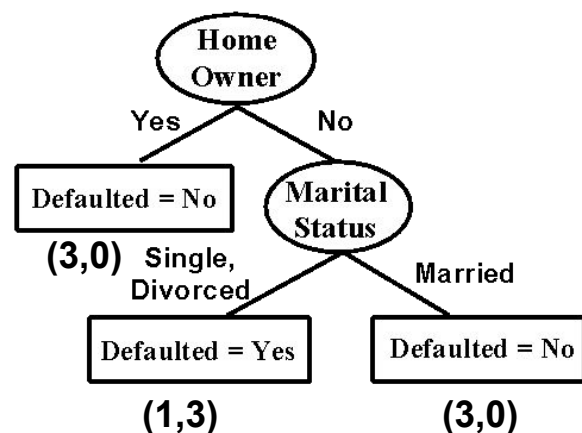 Home
Owner
Yes
No
Defaulted = No
Marital
Status
(3,0)
Single,
Divorced
Married
Defaulted = Yes
Defaulted = No
(1,3)
(3,0)